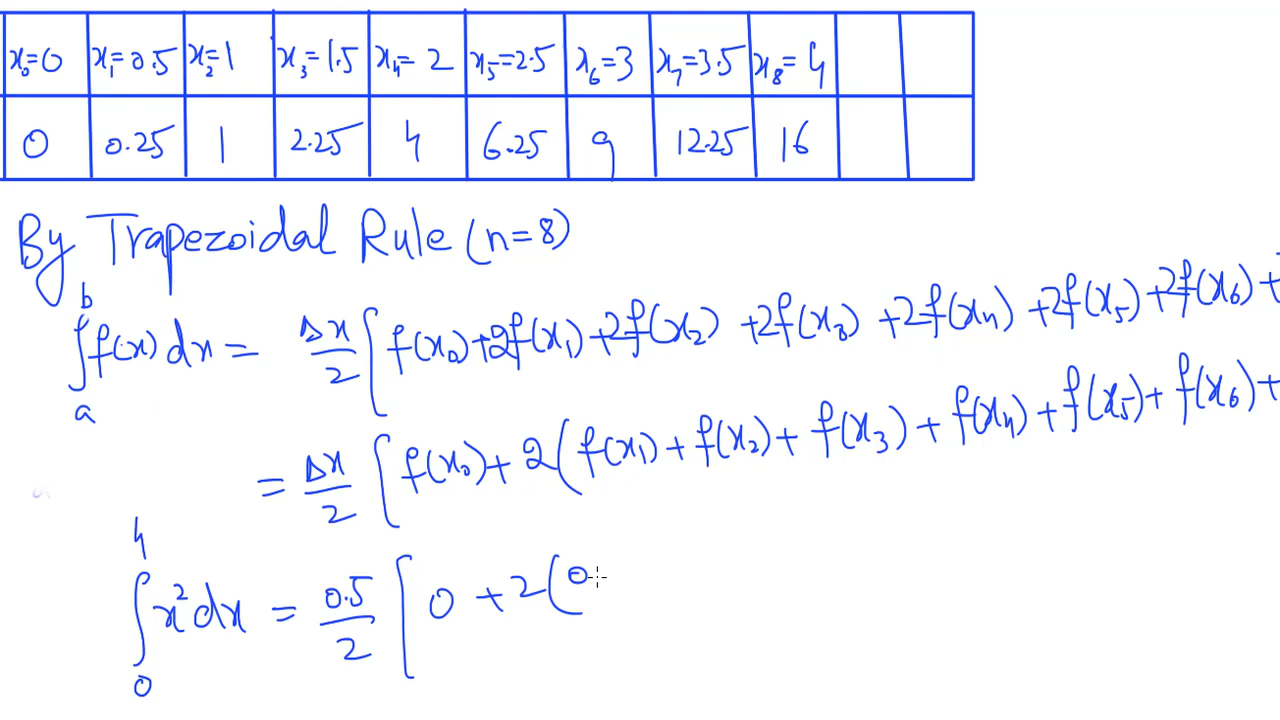 x₀=0 x₁=0.5 x₂=1 x₃=1.5 x₄=2 x₅=2.5 x₆=3 x₇=3.5 x₈=4
0 0.25 1 2.25 4 6.25 9 12.25 16
By Trapezoidal Rule (n=8)
∫ₐᵇ f(x) dx = Δx/2 [f(x₀)+2f(x₁)+2f(x₂)+2f(x₃)+2f(x₄)+2f(x₅)+2f(x₆)+
= Δx/2 [f(x₀)+2(f(x₁)+f(x₂)+f(x₃)+f(x₄)+f(x₅)+f(x₆)+
∫₀⁴ x² dx = 0.5/2 [0+2(0